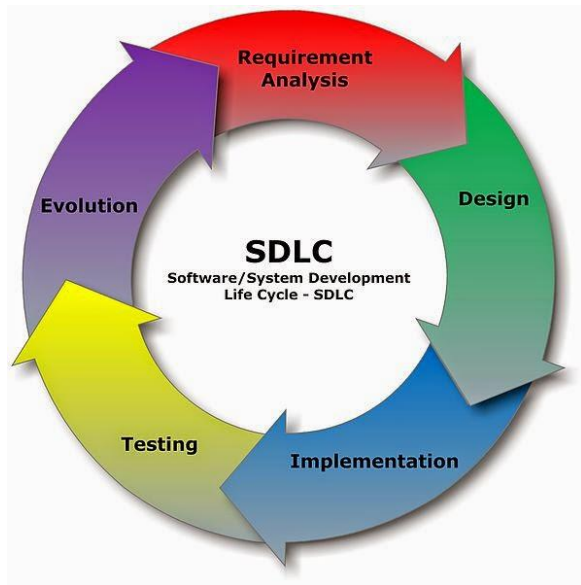 Requirement
Analysis
Design
Implementation
Testing
Evolution
SDLC
Software/System Development
Life Cycle - SDLC